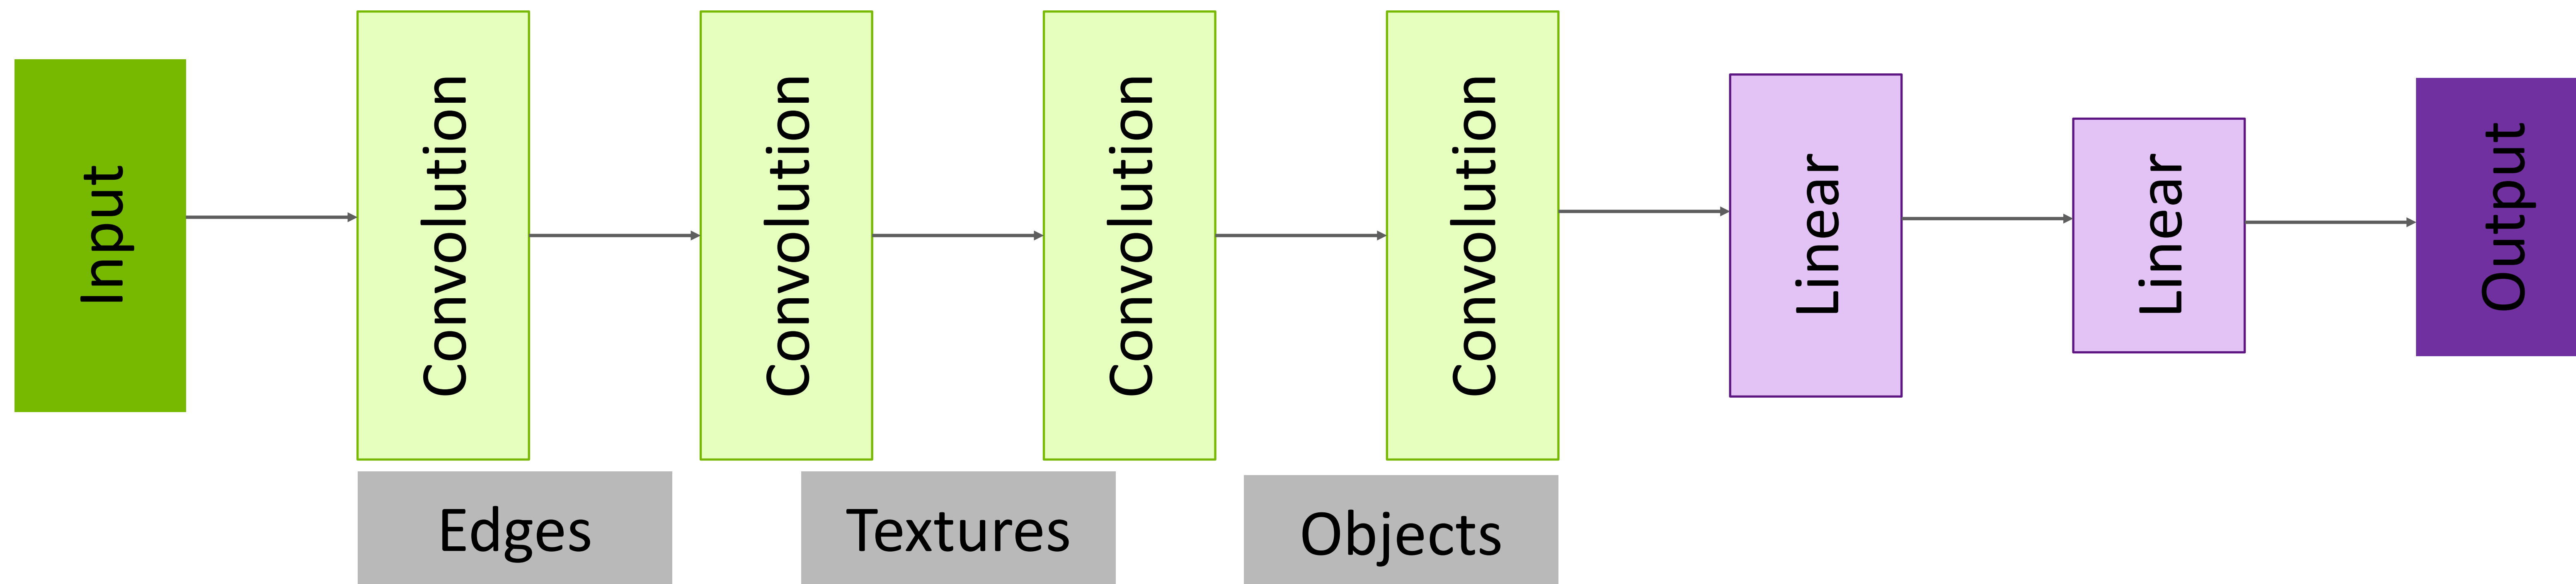 Input
Convolution
Convolution
Convolution
Convolution
Linear
Linear
Output
Edges
Textures
Objects